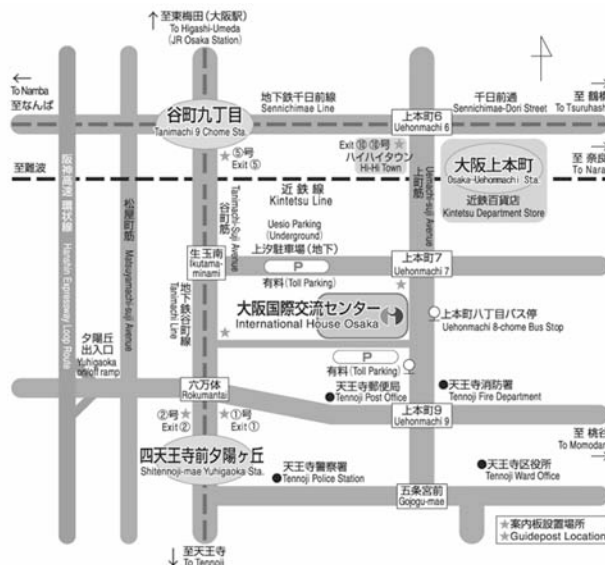 ↑至東梅田(大阪駅)
To Higashi-Umeda
(JR Osaka Station)
←
To Namba
至なんば
谷町九丁目
Tanimachi 9 Chome Sta.
地下鉄千日前線
Sennichimae Line
上本町6
Uehonmachi 6
千日前通
Sennichimae-Dori Street
至 鶴橋
To Tsuruhashi
⑤号
Exit ⑤
Exit ⑭ ⑯号
ハイハイタウン
Hi-Hi Town
大阪上本町
Osaka-Uehonmachi Sta.
近鉄百貨店
Kintetsu Department Store
至難波
近鉄線
Kintetsu Line
至 奈良
To Nara
阪神高速 環状線
Hanshin Expressway Loop Route
松屋町筋
Matsuyamachi-suji Avenue
谷町筋
Tanimachi-Suji Avenue
上町筋
Uemachi-suji Avenue
Uesio Parking
(Underground)
上汐駐車場(地下)
P
有料(Toll Parking)
生玉南
Ikutama-
minami
上本町7
Uehonmachi 7
地下鉄谷町線
Tanimachi Line
大阪国際交流センター
International House Osaka
上本町八丁目バス停
Uehonmachi 8-chome Bus Stop
夕陽丘
出入口
Yuhigaoka
on/off ramp
P
有料(Toll Parking)
六万体
Rokumantai
天王寺郵便局
Tennoji Post Office
天王寺消防署
Tennoji Fire Department
②号
Exit ②
①号
Exit ①
上本町9
Uehonmachi 9
至 桃谷
To Momodani
四天王寺前夕陽ヶ丘
Shitennoji-mae Yuhigaoka Sta.
天王寺警察署
Tennoji Police Station
天王寺区役所
Tennoji Ward Office
五条宮前
Gojogu-mae
★案内板設置場所
★Guidepost Location
↓至天王寺
To Tennoji